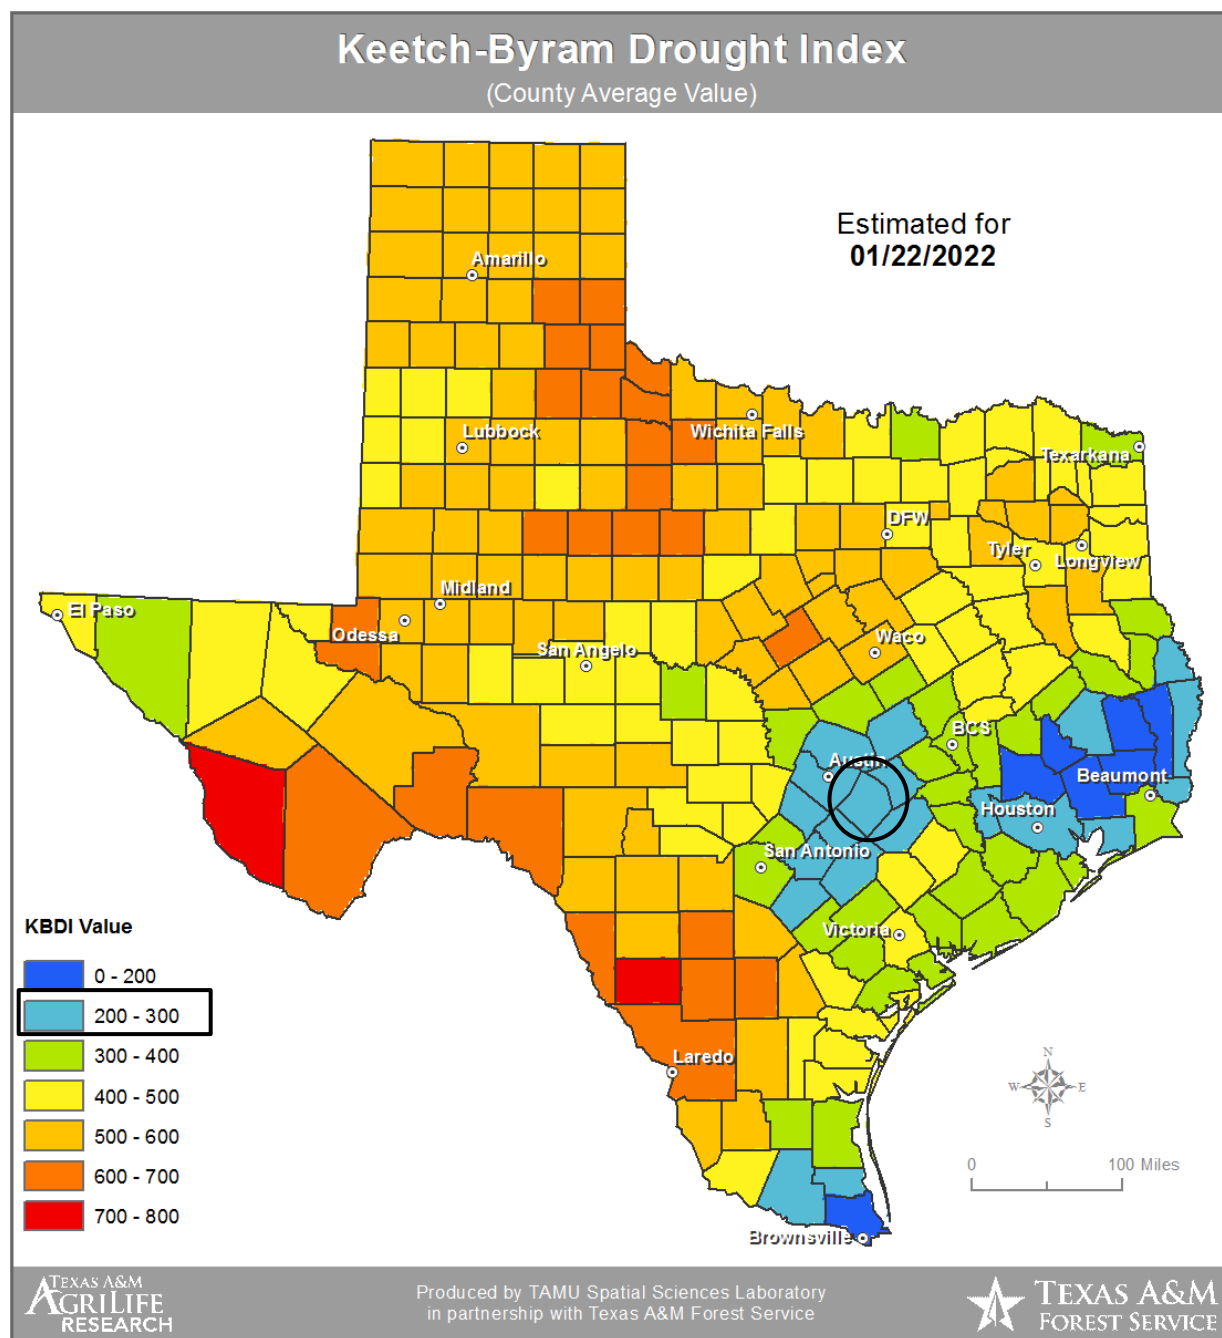 Keetch-Byram Drought Index
(County Average Value)
Estimated for
01/22/2022
Amarillo
Lubbock
Wichita Falls
Texarkana
DFW
Tyler
Longview
Midland
El Paso
Odessa
San Angelo
Waco
BCS
Austin
Beaumont
Houston
San Antonio
Victoria
KBDI Value
0 - 200
200 - 300
300 - 400
400 - 500
500 - 600
600 - 700
700 - 800
Laredo
Brownsville
N
W
E
S
0
100 Miles
TEXAS A&M
AGRILIFE
RESEARCH
Produced by TAMU Spatial Sciences Laboratory
in partnership with Texas A&M Forest Service
TEXAS A&M
FOREST SERVICE